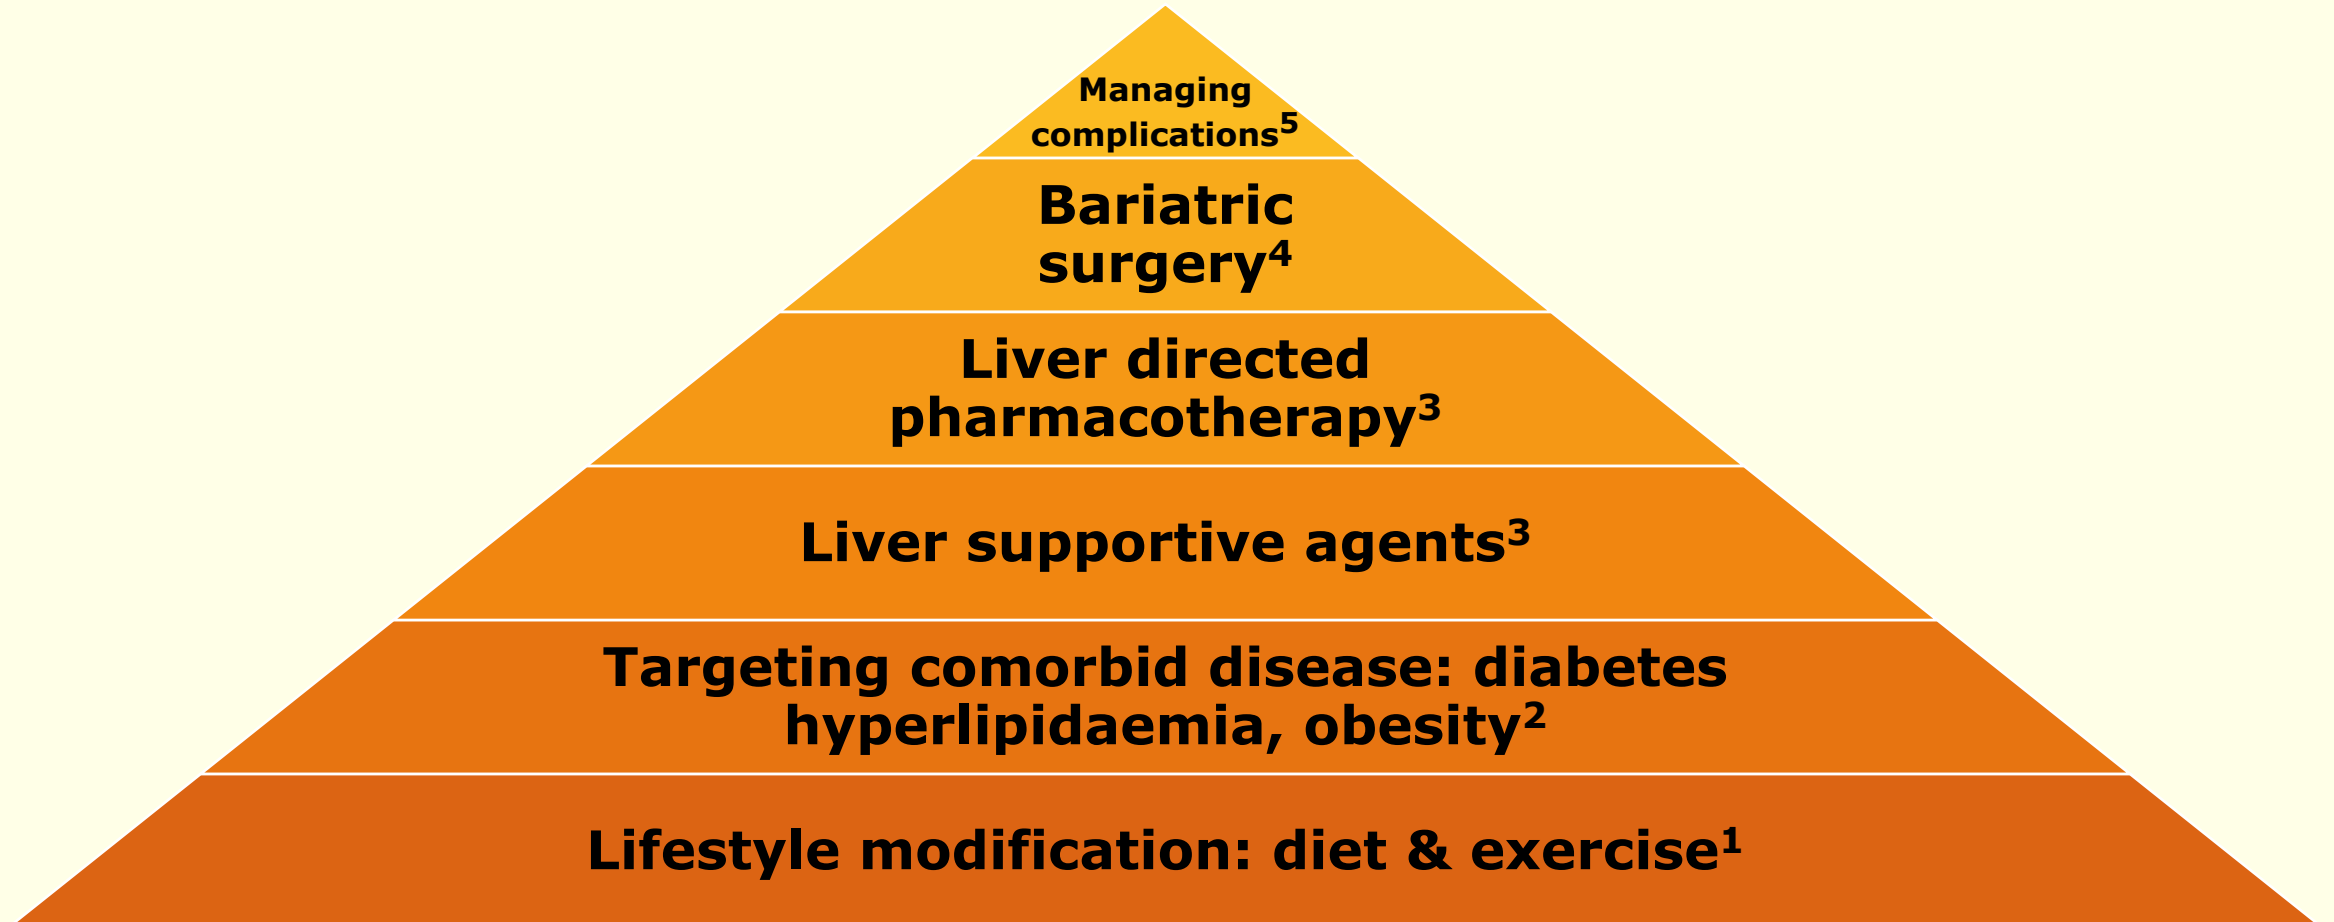 Managing
complications⁵
Bariatric
surgery⁴
Liver directed
pharmacotherapy³
Liver supportive agents³
Targeting comorbid disease: diabetes
hyperlipidaemia, obesity²
Lifestyle modification: diet & exercise¹